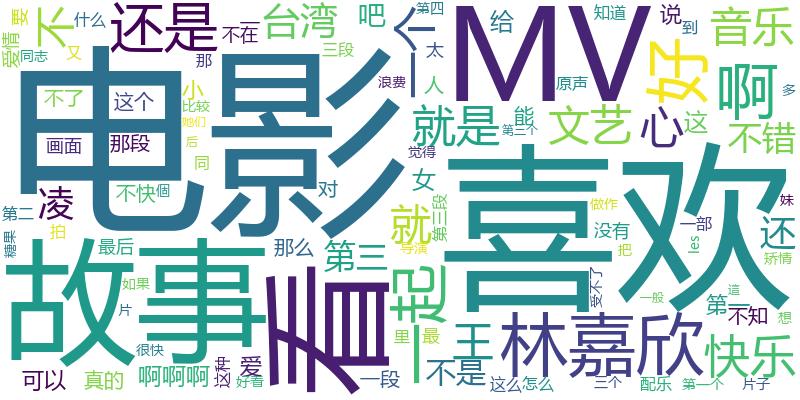 爱情
要
什么
不
还是
那
不在
台湾
吧
第四
个
一
给
知道
说
到
音乐
同志
又
太
三段
浪费
人
MV
原声
好
啊
多
电影
不了
这个
小
比较
她们
后
同
画面
那段
就是
能
第二个
文艺
心
这
不错
觉得
女
喜欢
妹
不快
個
对
凌
第二
拍
糖果
就
第三段
导演
做作
没有
把
les
一部
还
矫情
最后
那么
第三
故事
如果
片
看
一起
里
最
受不了
一般
第一
這
不知
想
很快
可以
真的
啊啊啊
这种
爱
好看
一段
不是
王
这么
怎么
林嘉欣
三个
配乐
第一个
片子
快乐